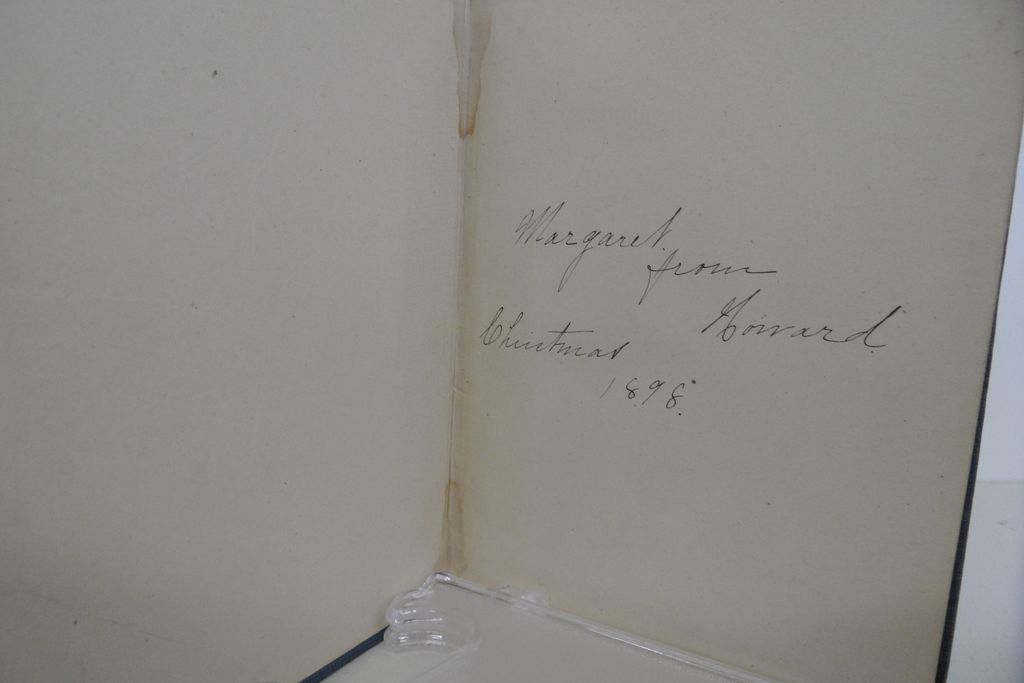 Margaret
from
Howard
Christmas
1898.